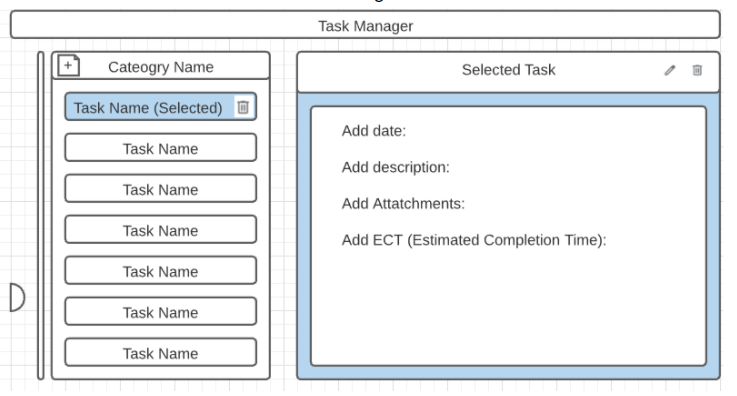 Task Manager
Cateogry Name
Task Name (Selected)
Task Name
Task Name
Task Name
Task Name
Task Name
Task Name
Selected Task
Add date:
Add description:
Add Attatchments:
Add ECT (Estimated Completion Time):